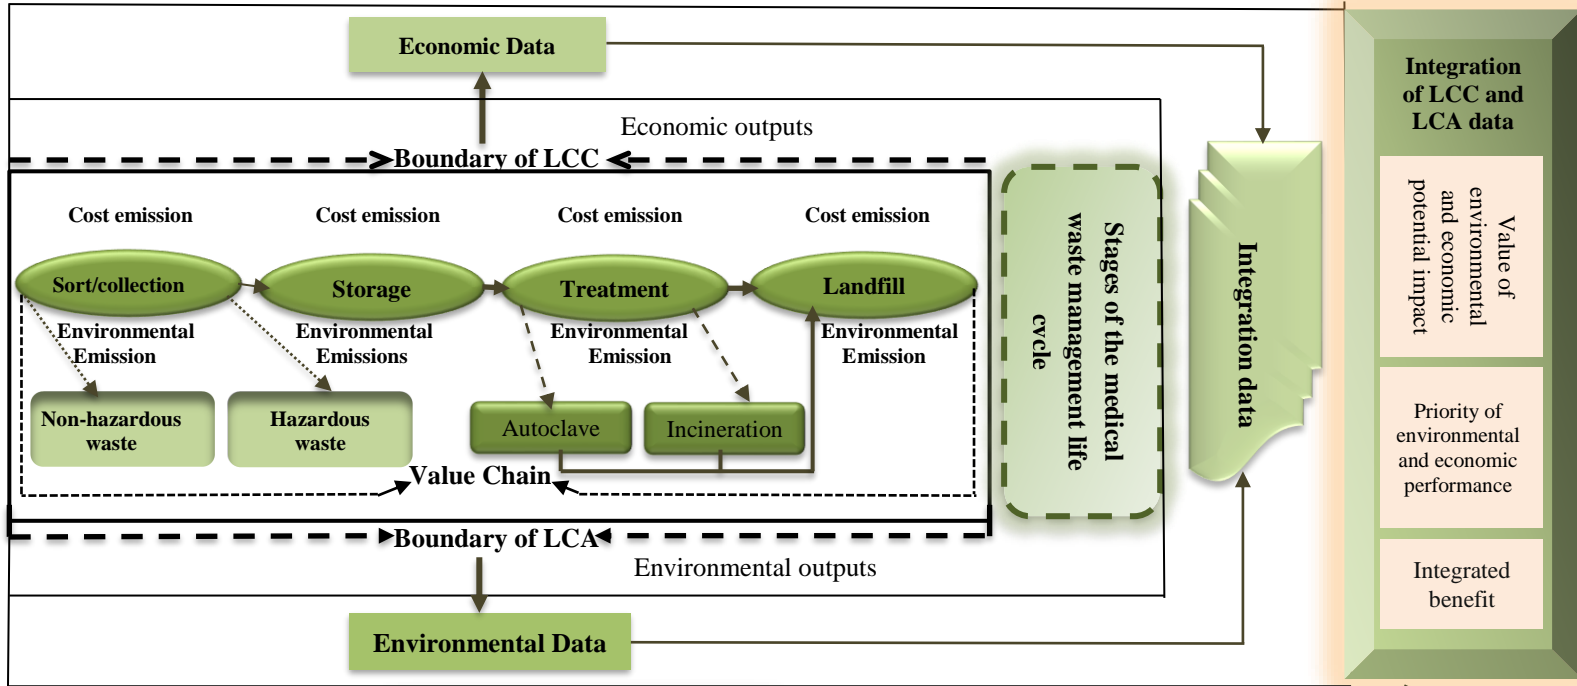 Economic Data
Economic outputs
Boundary of LCC
Cost emission
Cost emission
Cost emission
Cost emission
Sort/collection
Storage
Treatment
Landfill
Environmental
Emission
Environmental
Emissions
Environmental
Emission
Environmental
Emission
Non-hazardous
waste
Hazardous
waste
Autoclave
Incineration
Value Chain
Boundary of LCA
Environmental outputs
Environmental Data
Stages of the medical
waste management life
cvcle
Integration data
Integration
of LCC and
LCA data
Value of
environmental
and economic
potential impact
Priority of
environmental
and economic
performance
Integrated
benefit